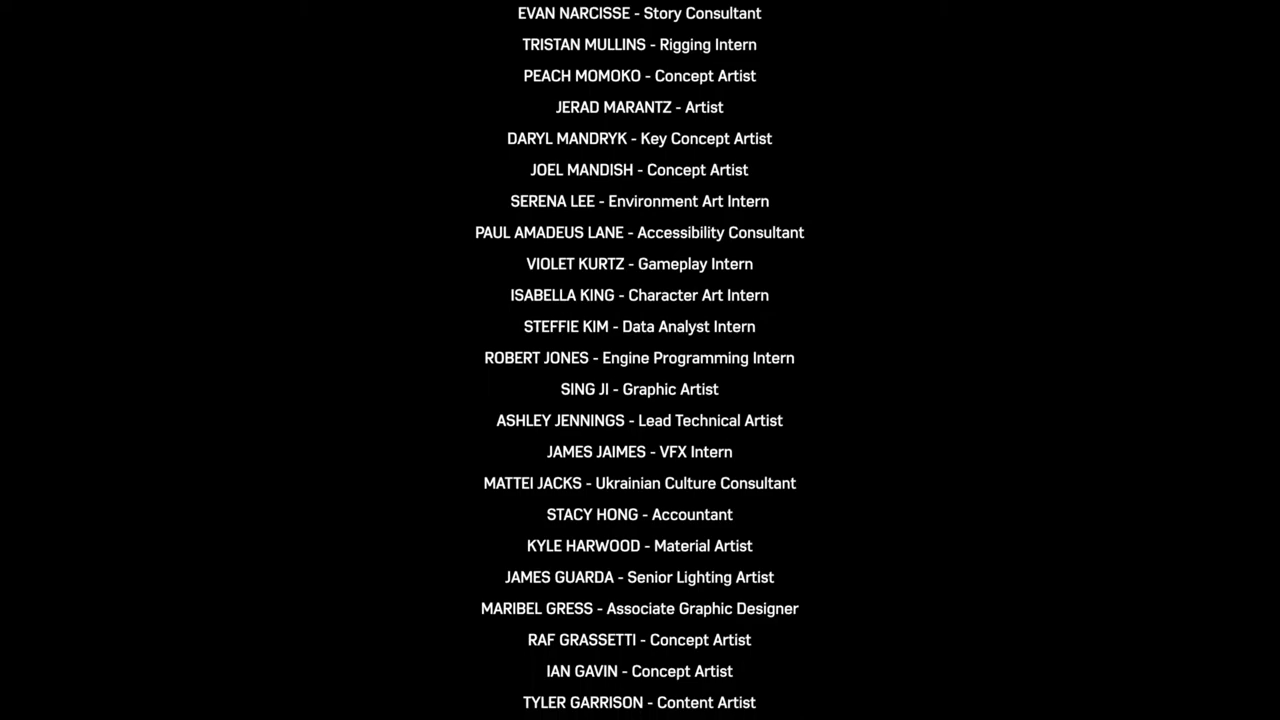 EVAN NARCISSE - Story Consultant
TRISTAN MULLINS - Rigging Intern
PEACH MOMOKO - Concept Artist
JERAD MARANTZ - Artist
DARYL MANDRYK - Key Concept Artist
JOEL MANDISH - Concept Artist
SERENA LEE - Environment Art Intern
PAUL AMADEUS LANE - Accessibility Consultant
VIOLET KURTZ - Gameplay Intern
ISABELLA KING - Character Art Intern
STEFFIE KIM - Data Analyst Intern
ROBERT JONES - Engine Programming Intern
SING JI - Graphic Artist
ASHLEY JENNINGS - Lead Technical Artist
JAMES JAIMES - VFX Intern
MATTEI JACKS - Ukrainian Culture Consultant
STACY HONG - Accountant
KYLE HARWOOD - Material Artist
JAMES GUARDA - Senior Lighting Artist
MARIBEL GRESS - Associate Graphic Designer
RAF GRASSETTI - Concept Artist
IAN GAVIN - Concept Artist
TYLER GARRISON - Content Artist